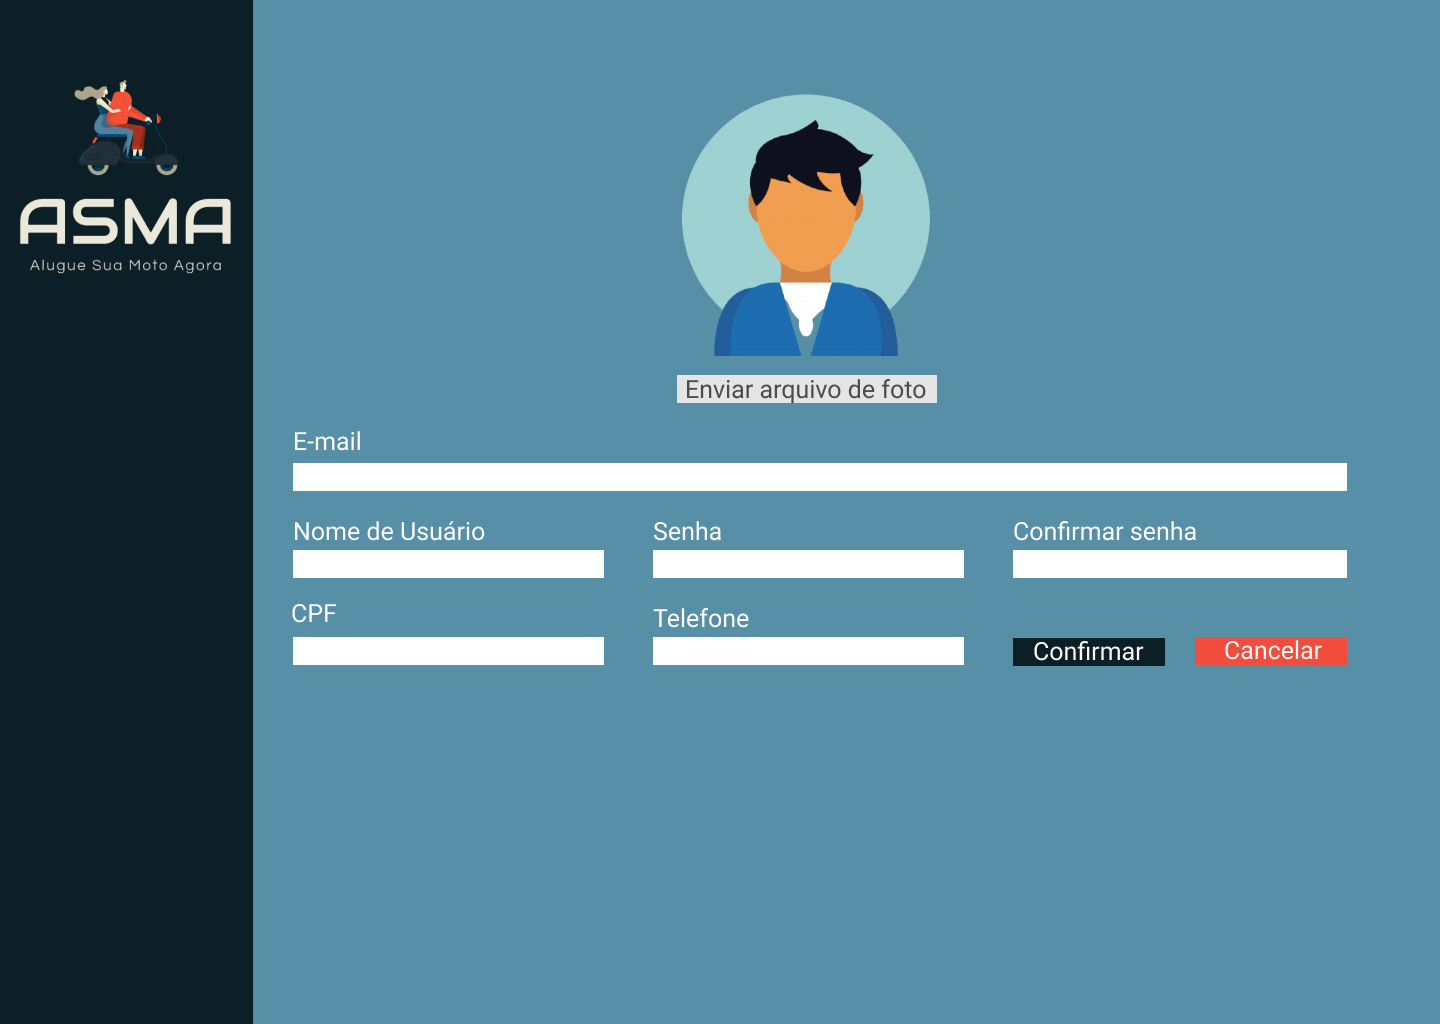 ASMA
Alugue Sua Moto Agora
Enviar arquivo de foto
E-mail
Nome de Usuário
Senha
Confirmar senha
CPF
Telefone
Confirmar
Cancelar